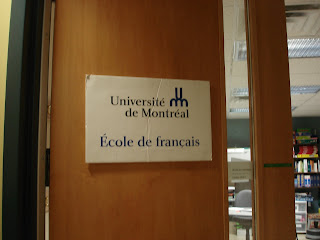 Université
de Montréal
École de français